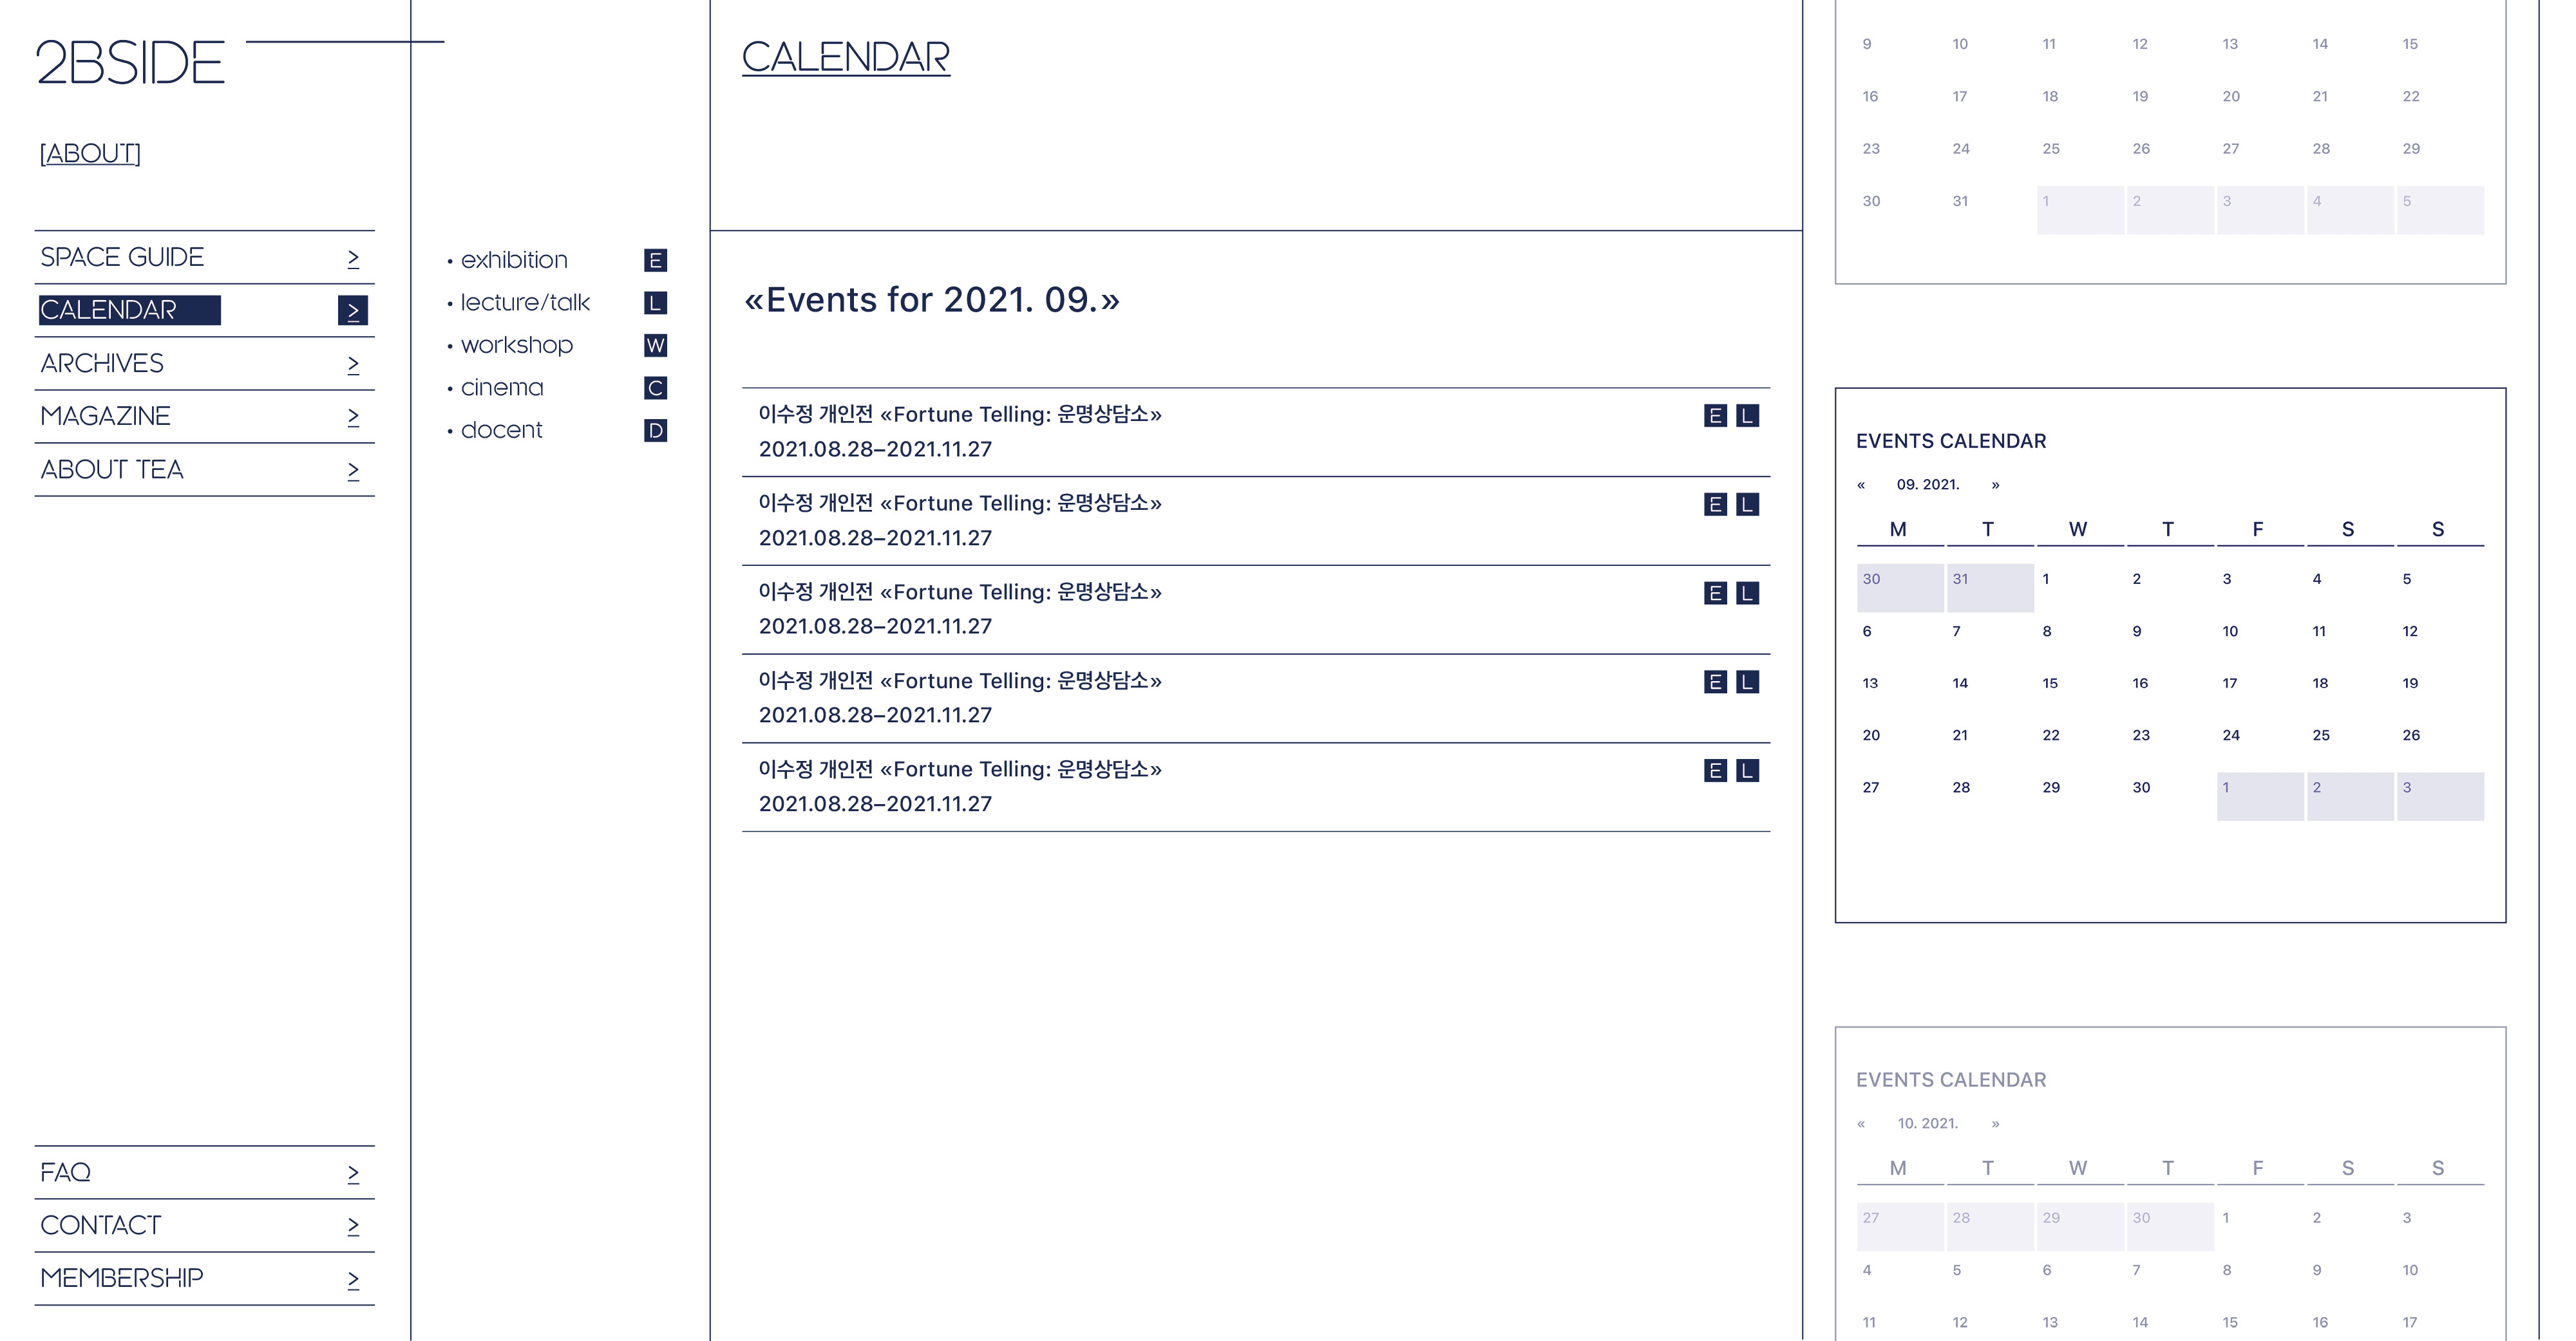 2BSIDE
[ABOUT]
SPACE GUIDE >
CALENDAR >
ARCHIVES >
MAGAZINE >
ABOUT TEA >
FAQ >
CONTACT >
MEMBERSHIP >
• exhibition E
• lecture/talk L
• workshop W
• cinema C
• docent D
CALENDAR
«Events for 2021. 09.»
이수정 개인전 «Fortune Telling: 운명상담소» E L
2021.08.28–2021.11.27
이수정 개인전 «Fortune Telling: 운명상담소» E L
2021.08.28–2021.11.27
이수정 개인전 «Fortune Telling: 운명상담소» E L
2021.08.28–2021.11.27
이수정 개인전 «Fortune Telling: 운명상담소» E L
2021.08.28–2021.11.27
이수정 개인전 «Fortune Telling: 운명상담소» E L
2021.08.28–2021.11.27
9 10 11 12 13 14 15
16 17 18 19 20 21 22
23 24 25 26 27 28 29
30 31 1 2 3 4 5
EVENTS CALENDAR
« 09. 2021. »
M T W T F S S
30 31 1 2 3 4 5
6 7 8 9 10 11 12
13 14 15 16 17 18 19
20 21 22 23 24 25 26
27 28 29 30 1 2 3
EVENTS CALENDAR
« 10. 2021. »
M T W T F S S
27 28 29 30 1 2 3
4 5 6 7 8 9 10
11 12 13 14 15 16 17